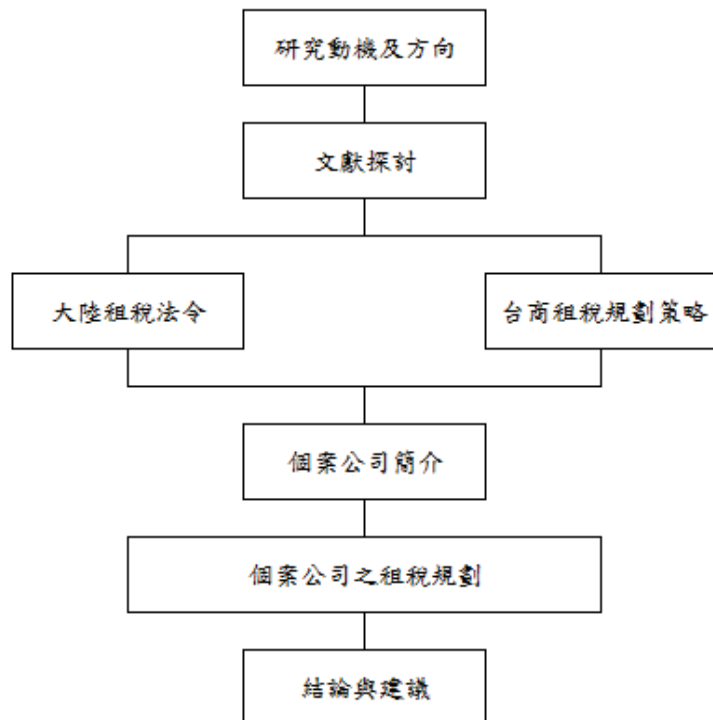 研究動機及方向
文獻探討
大陸租稅法令
台商租稅規劃策略
個案公司簡介
個案公司之租稅規劃
結論與建議